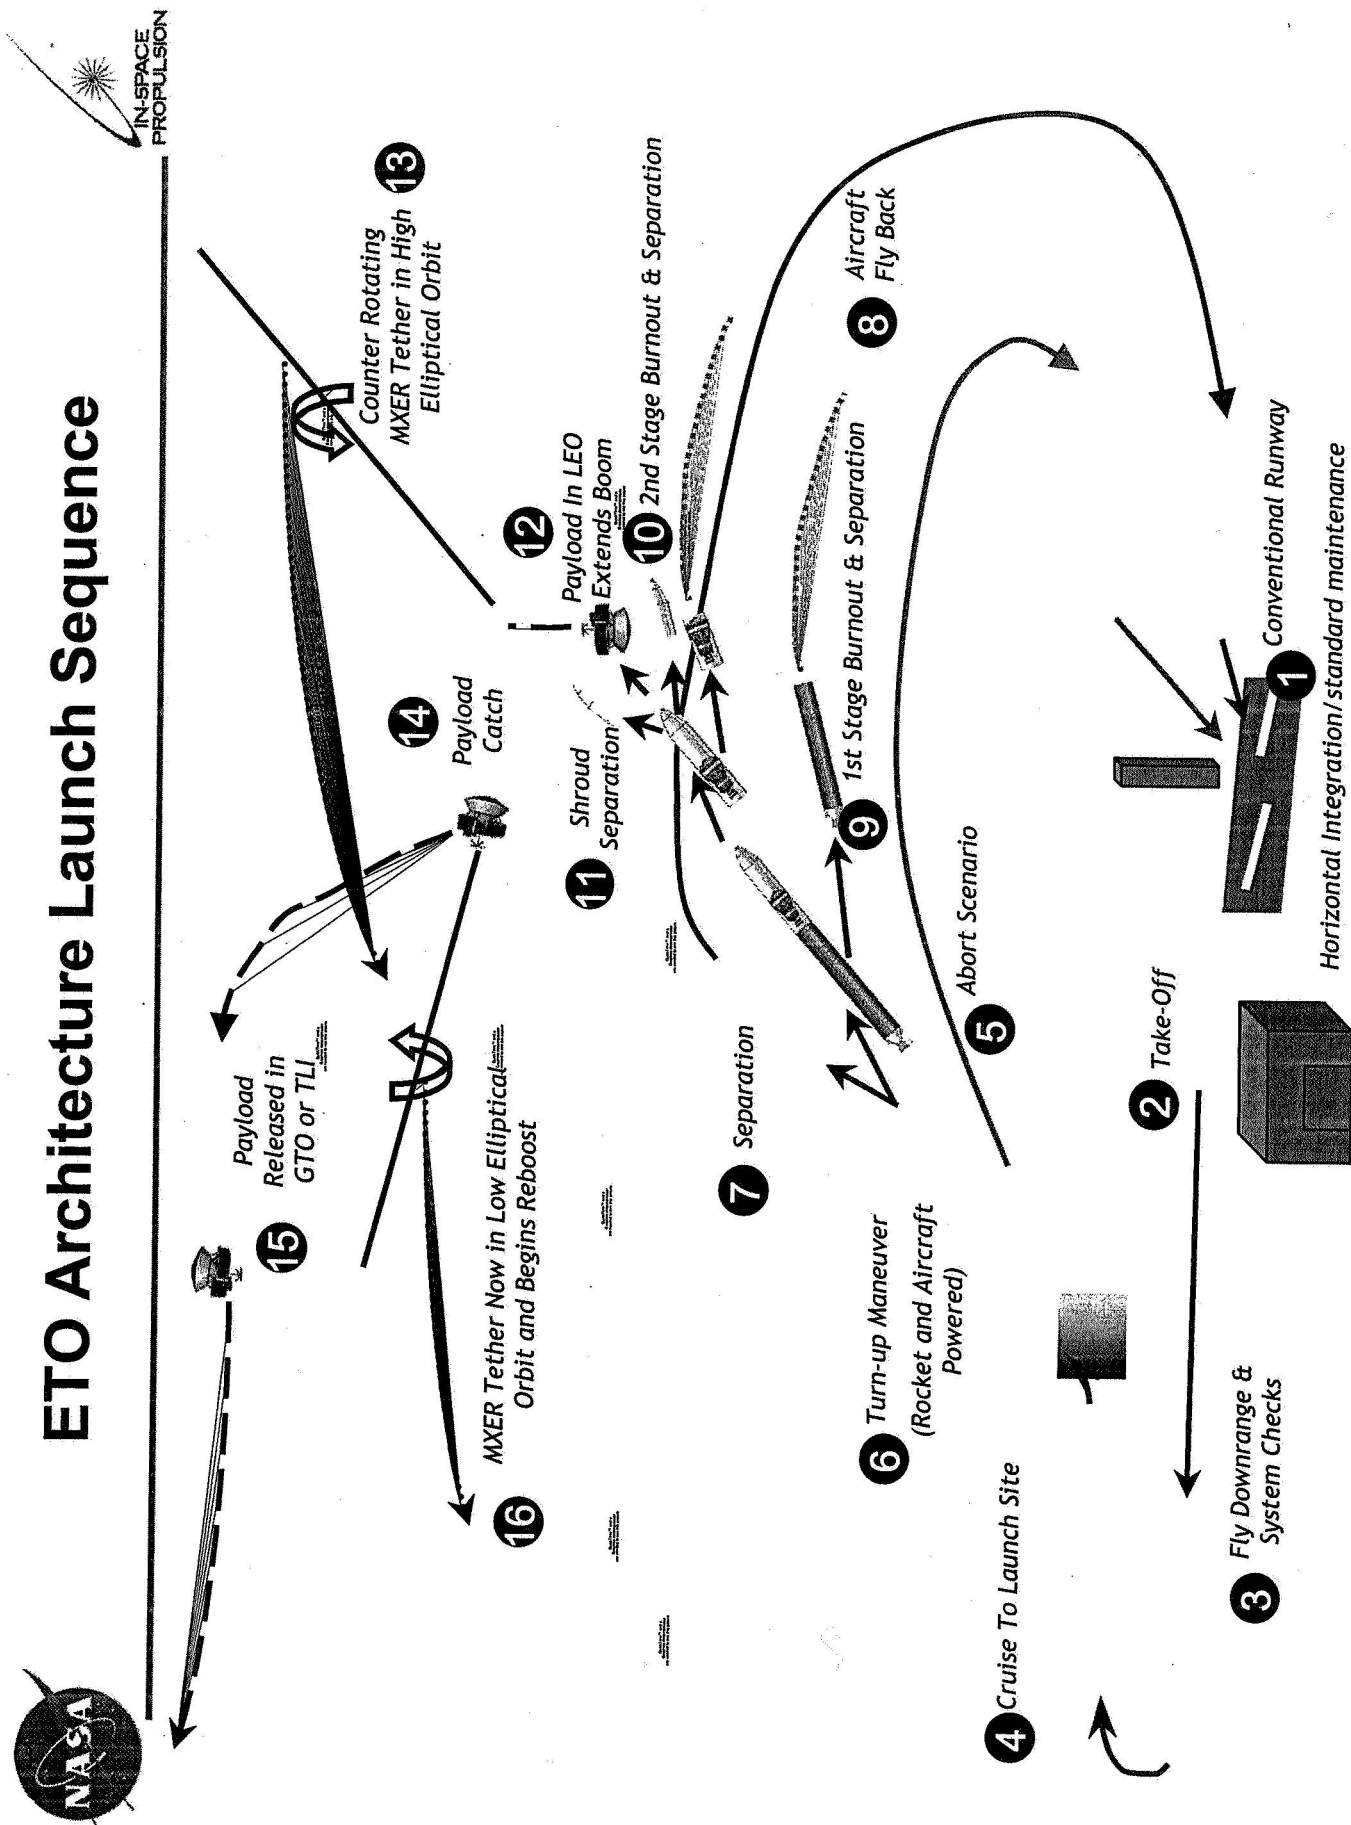 NASA
ETO Architecture Launch Sequence
IN-SPACE
PROPULSION
15
Payload
Released in
GTO or TLI
14
Payload
Catch
Counter Rotating
MXER Tether in High
Elliptical Orbit
13
16
MXER Tether Now in Low Elliptical
Orbit and Begins Reboost
11
Shroud
Separation
12
Payload In LEO
Extends Boom
10
2nd Stage Burnout & Separation
7
Separation
6
Turn-up Maneuver
(Rocket and Aircraft
Powered)
9
1st Stage Burnout & Separation
8
Aircraft
Fly Back
4
Cruise To Launch Site
5
Abort Scenario
2
Take-Off
3
Fly Downrange &
System Checks
1
Conventional Runway
Horizontal Integration/standard maintenance